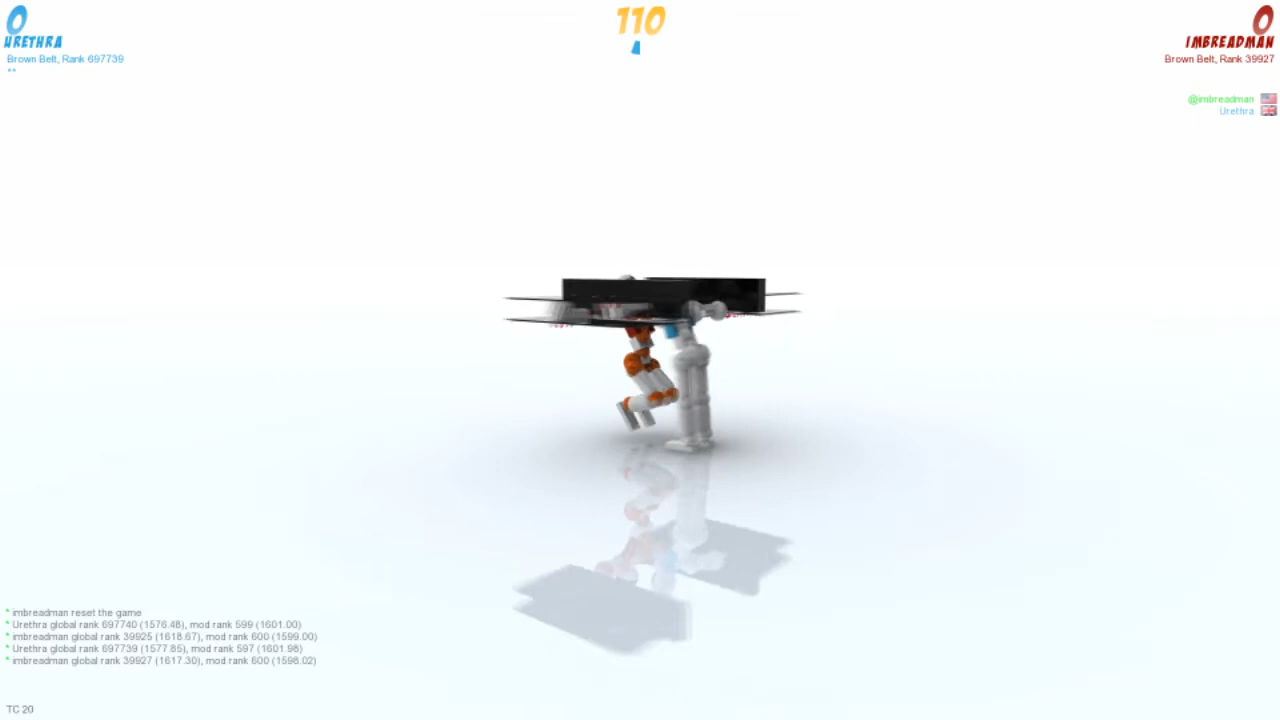 0
URETHRA
Brown Belt, Rank 697739
**
110
0
IMBREADMAN
Brown Belt, Rank 39927
@imbreadman
Urethra
* imbreadman reset the game
* Urethra global rank 697740 (1576.48), mod rank 599 (1601.00)
* imbreadman global rank 39925 (1618.67), mod rank 600 (1599.00)
* Urethra global rank 697739 (1577.85), mod rank 597 (1601.98)
* imbreadman global rank 39927 (1617.30), mod rank 600 (1598.02)
TC 20